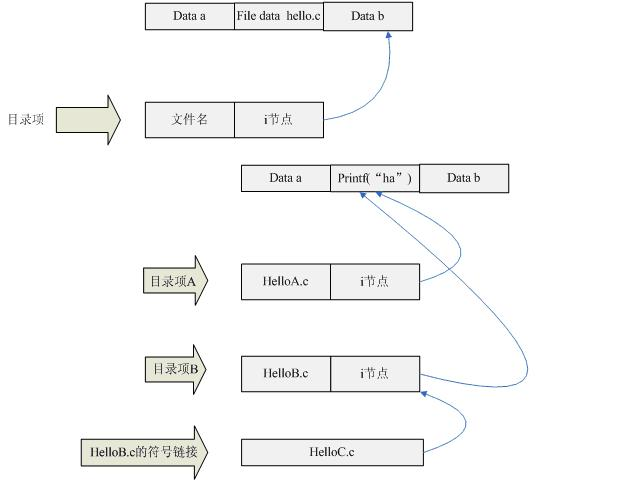 Data a File data hello.c Data b
目录项 文件名 i节点
Data a Printf(“ha”) Data b
目录项A HelloA.c i节点
目录项B HelloB.c i节点
HelloB.c的符号链接 HelloC.c